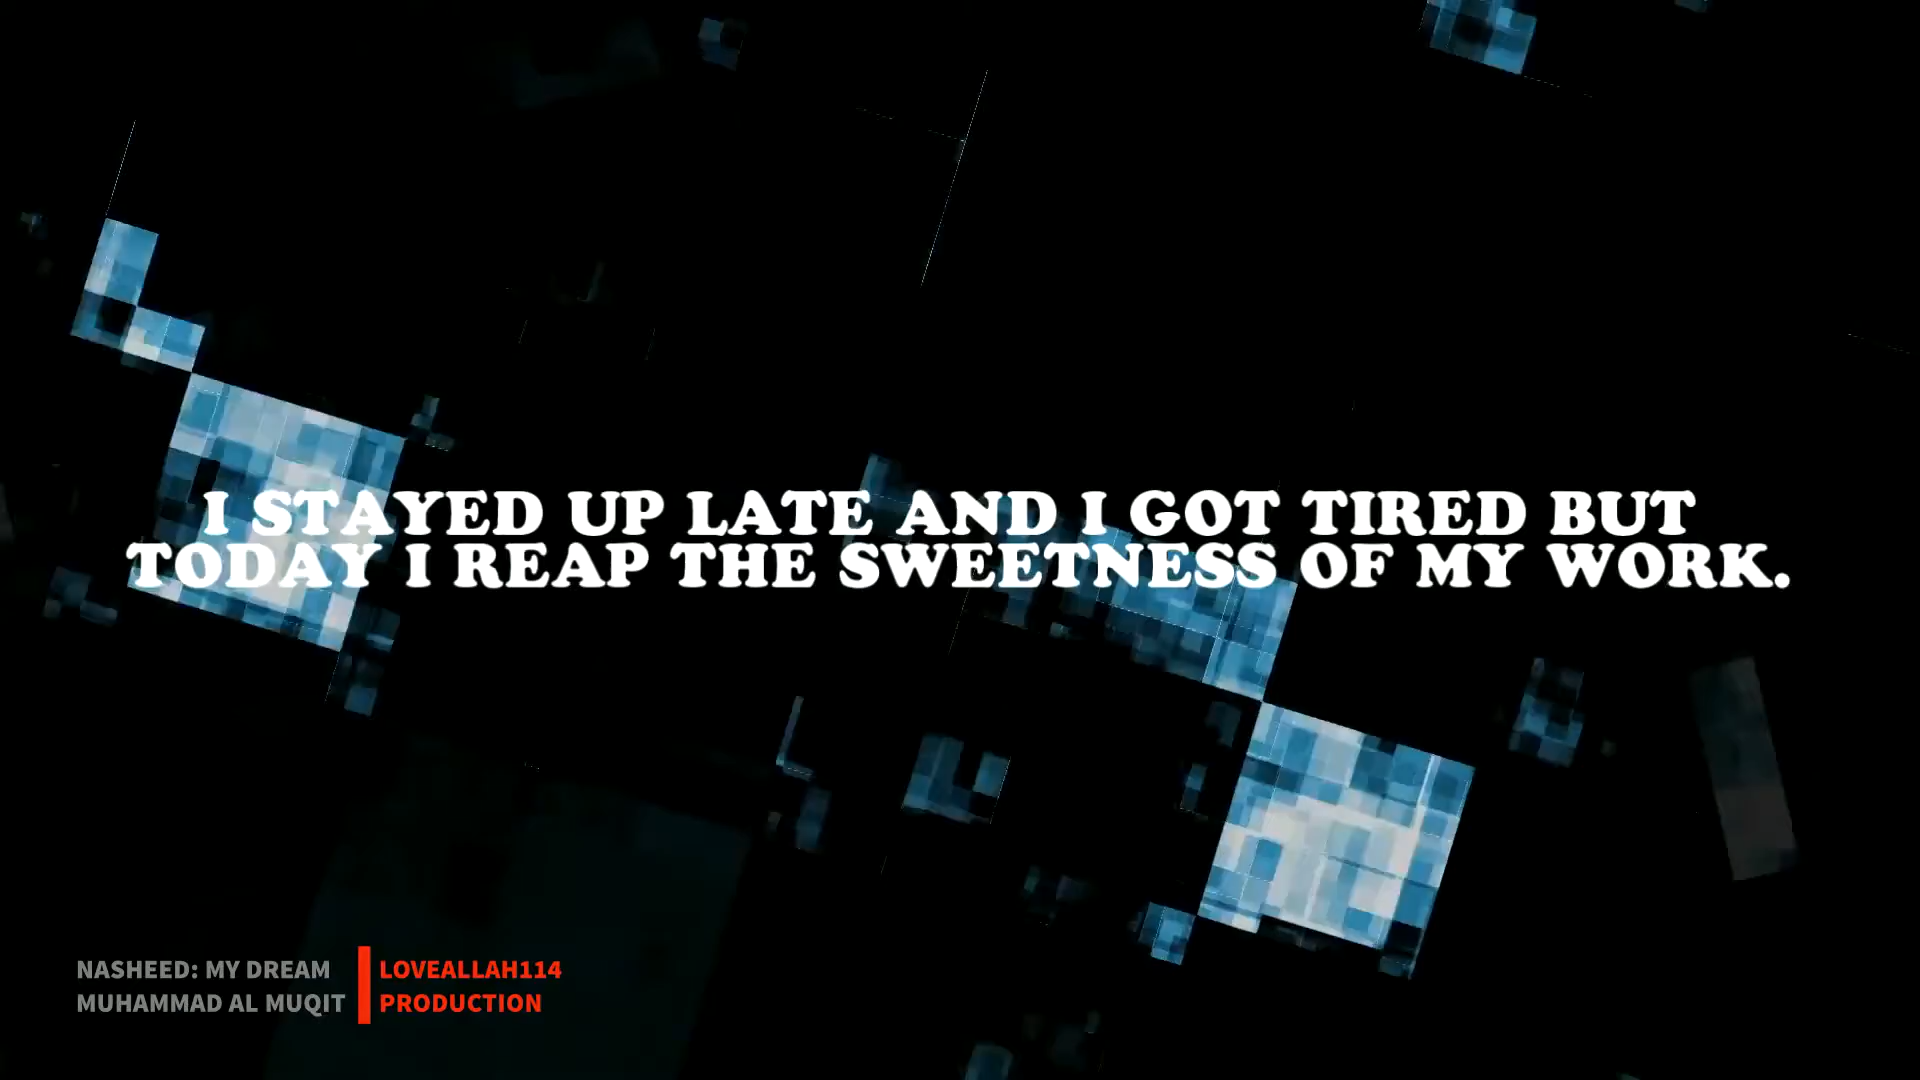 I STAYED UP LATE AND I GOT TIRED BUT
TODAY I REAP THE SWEETNESS OF MY WORK.
NASHEED: MY DREAM
MUHAMMAD AL MUQIT
LOVEALLAH114
PRODUCTION